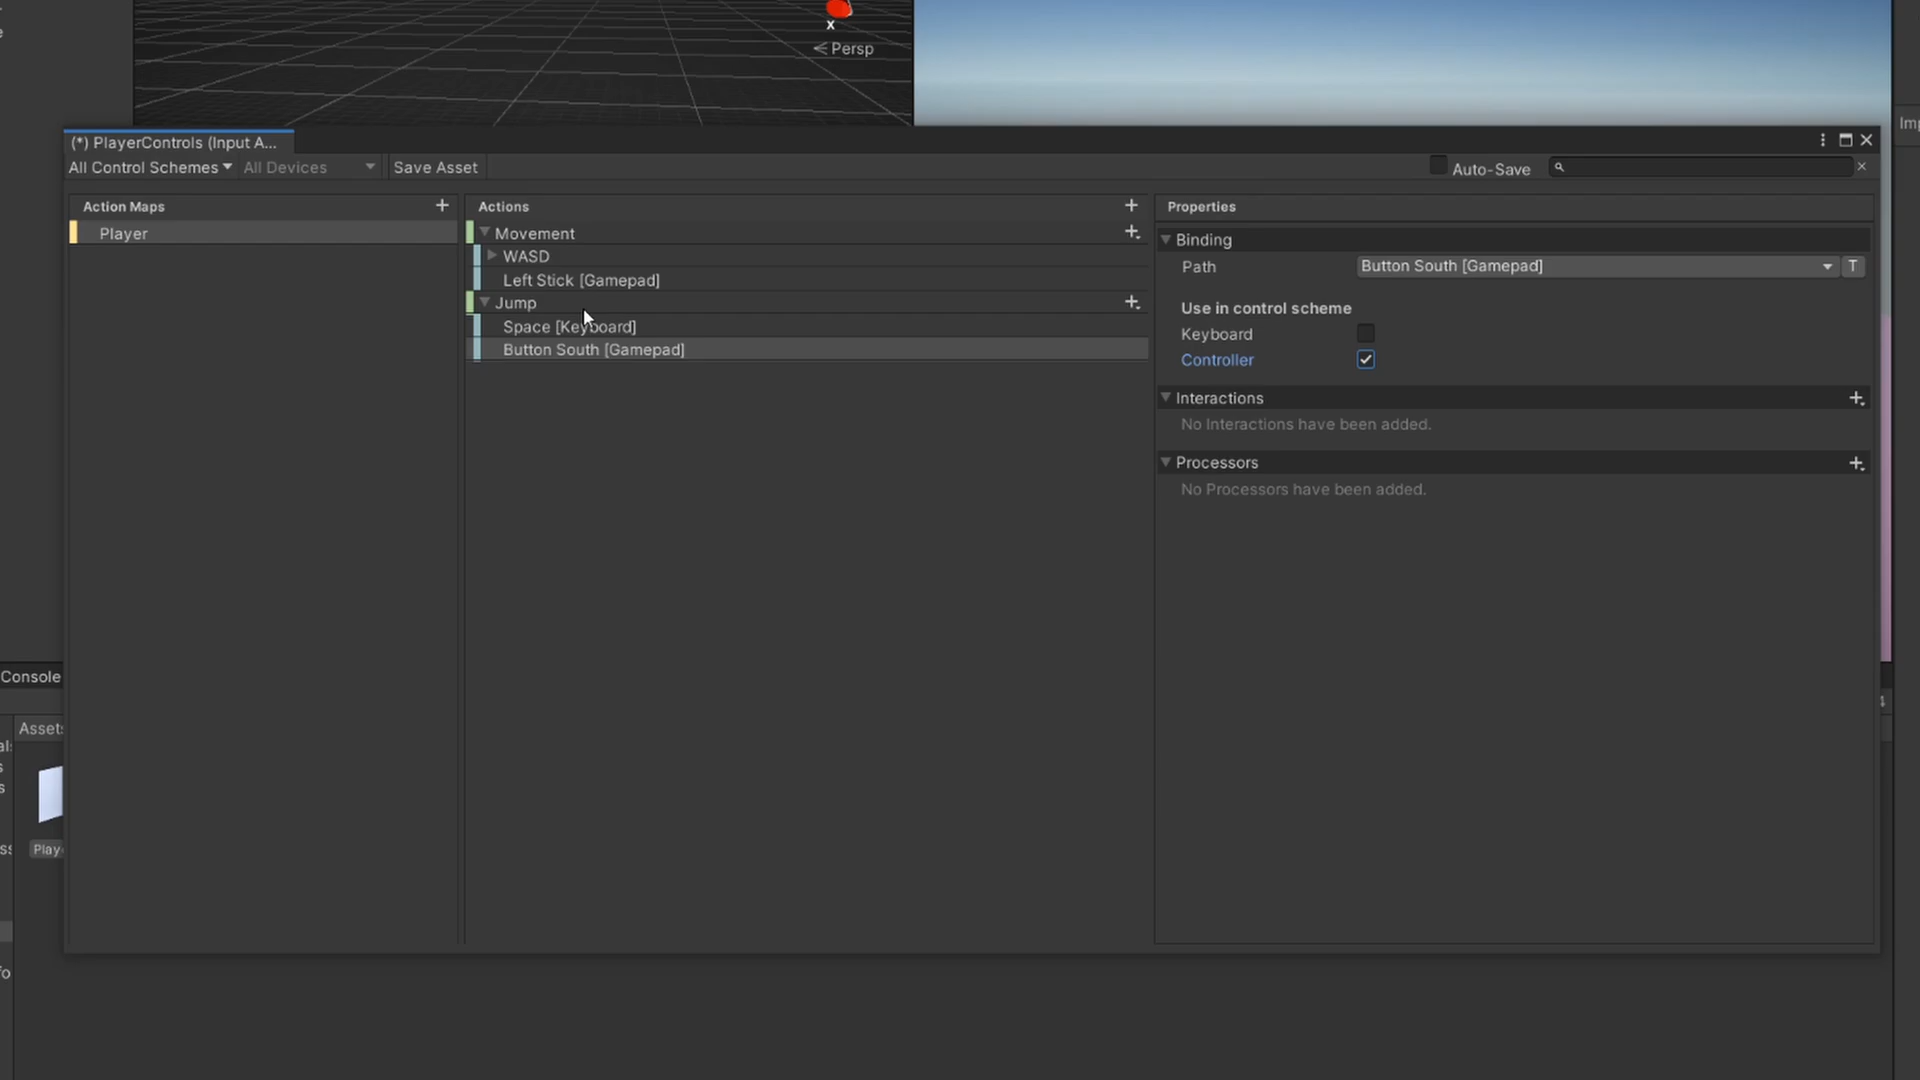 x
Persp
(*) PlayerControls (Input A...
All Control Schemes All Devices Save Asset Auto-Save
Action Maps
Player
Actions
Movement
WASD
Left Stick [Gamepad]
Jump
Space [Keyboard]
Button South [Gamepad]
Properties
Binding
Path Button South [Gamepad] T
Use in control scheme
Keyboard
Controller
Interactions
No Interactions have been added.
Processors
No Processors have been added.
Console
Assets
Play